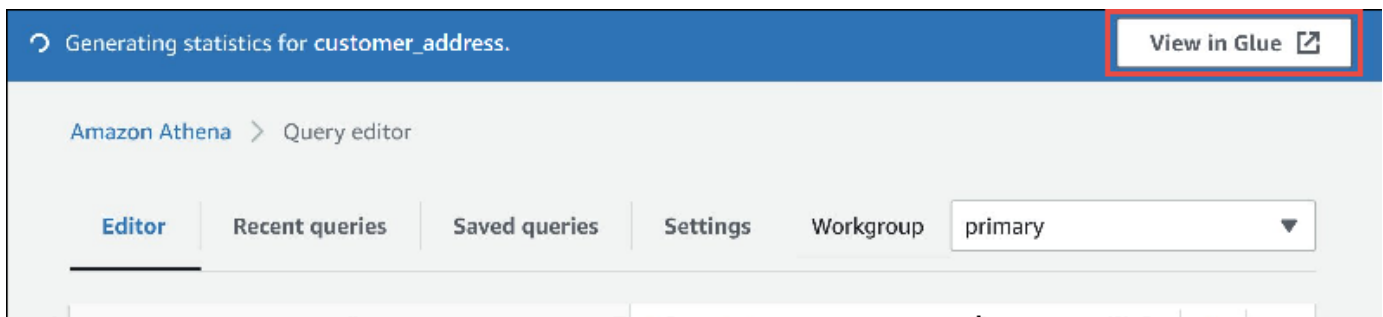 Generating statistics for customer_address. View in Glue
Amazon Athena > Query editor
Editor Recent queries Saved queries Settings Workgroup primary